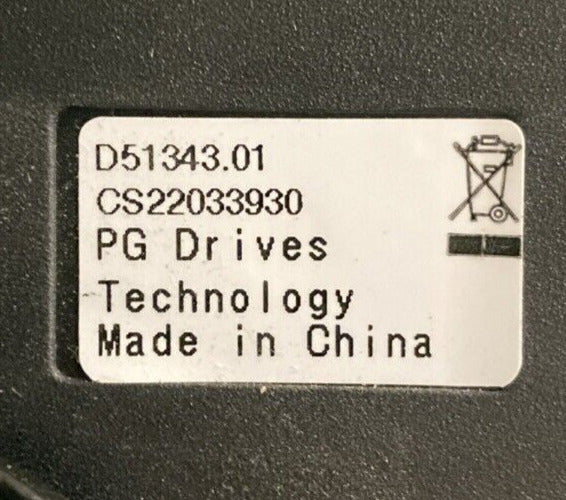 D51343.01
CS22033930
PG Drives
Technology
Made in China